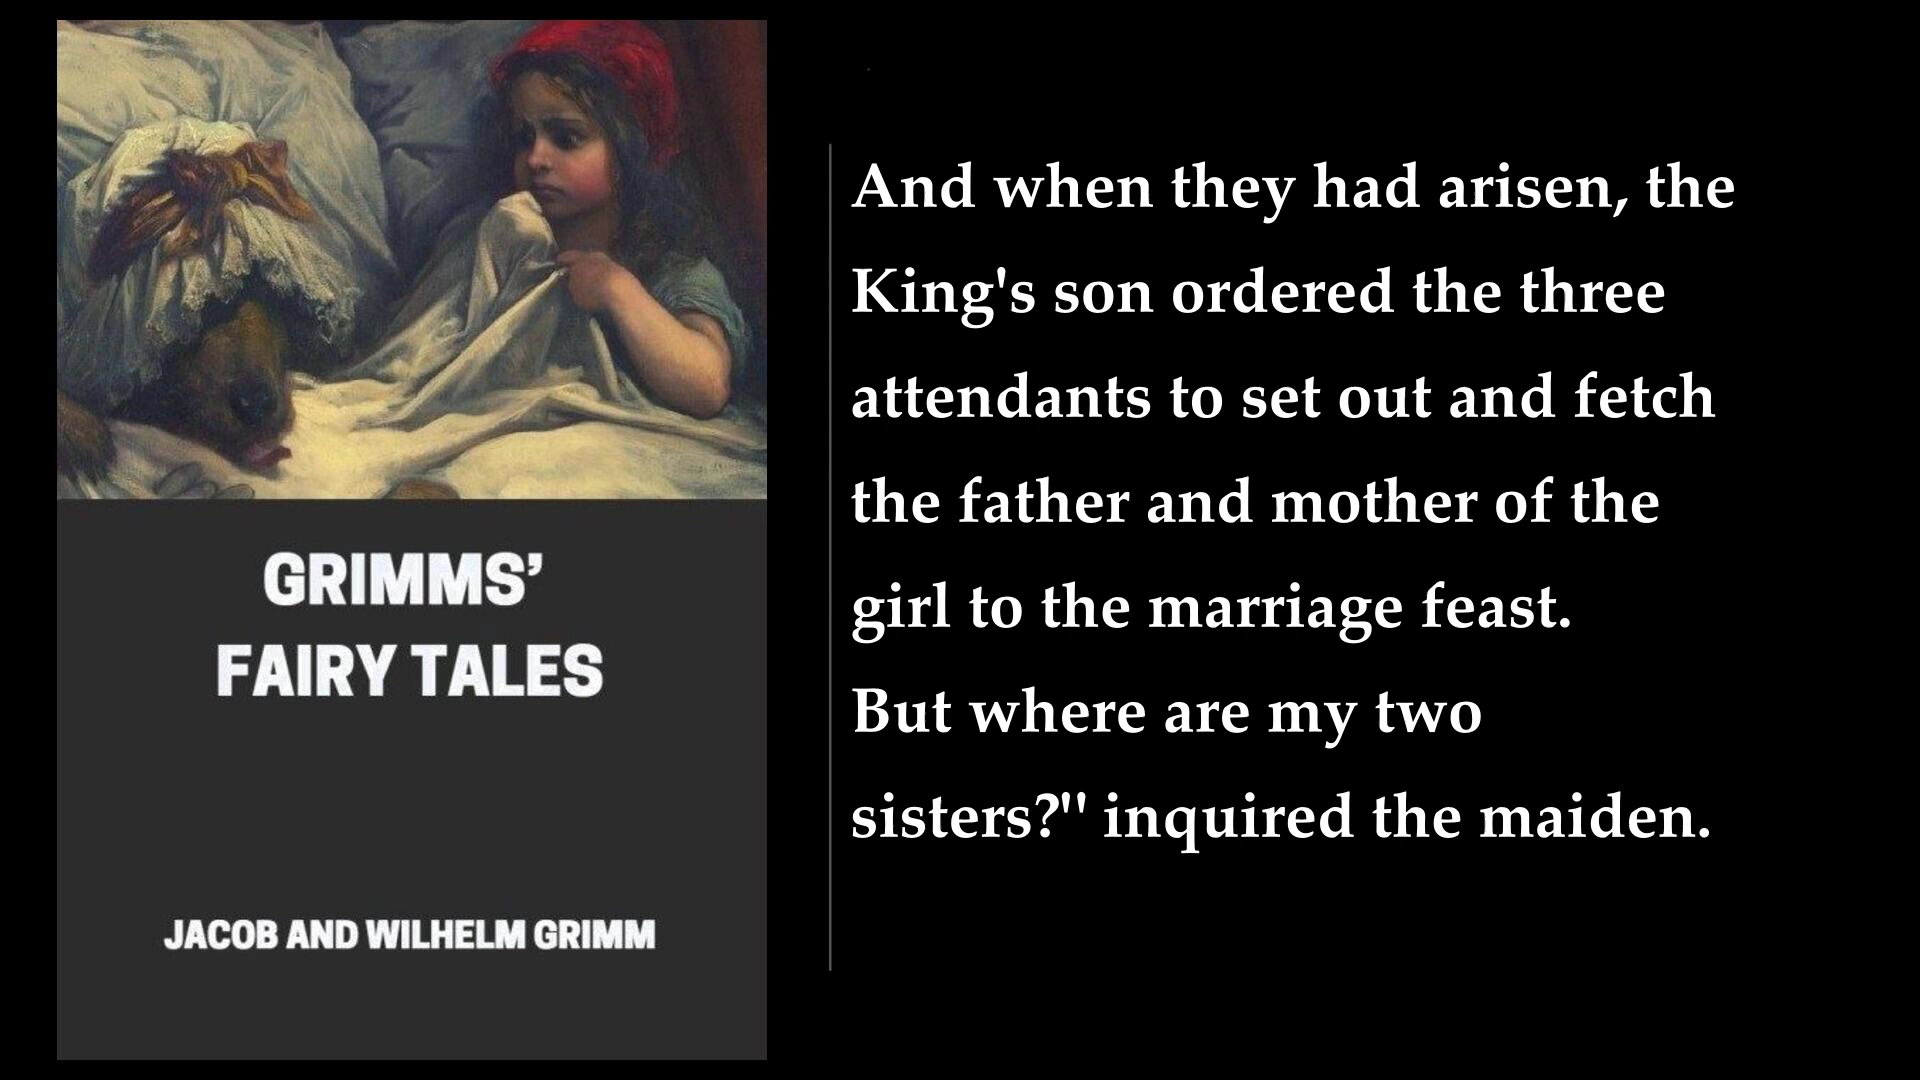 GRIMMS’
FAIRY TALES
JACOB AND WILHELM GRIMM
And when they had arisen, the
King's son ordered the three
attendants to set out and fetch
the father and mother of the
girl to the marriage feast.
But where are my two
sisters?" inquired the maiden.